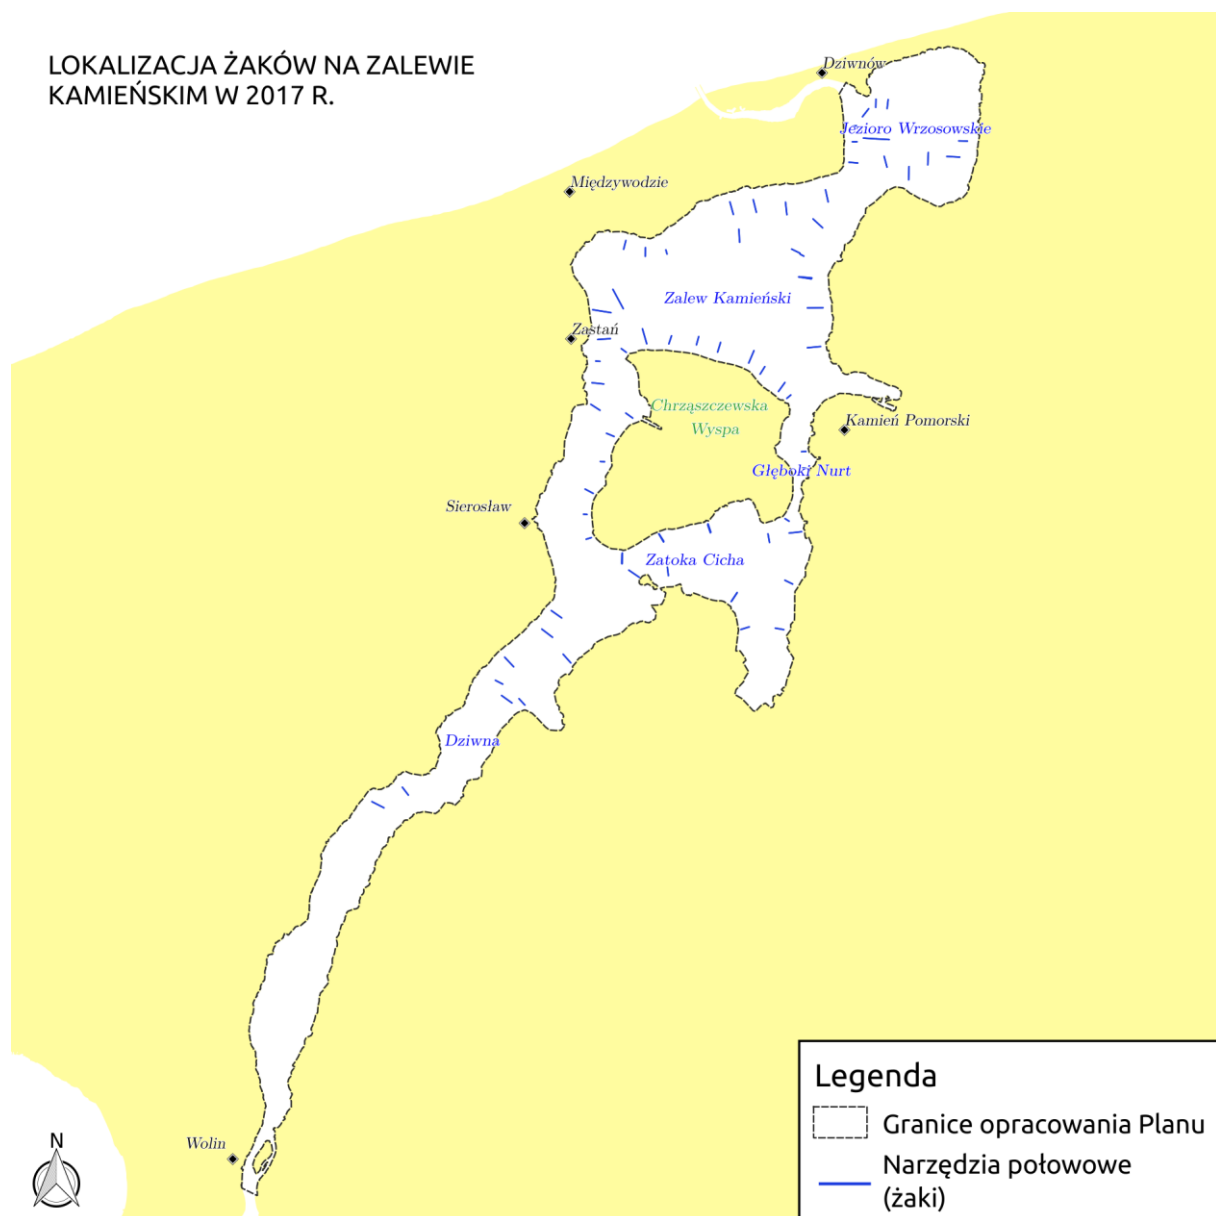 LOKALIZACJA ŻAKÓW NA ZALEWIE
KAMIEŃSKIM W 2017 R.
Dziwnów
Jezioro Wrzosowskie
Międzywodzie
Zalew Kamieński
Zastań
Chrząszczewska
Wyspa
Kamień Pomorski
Głęboki Nurt
Sierosław
Zatoka Cicha
Dziwna
Wolin
N
Legenda
Granice opracowania Planu
Narzędzia połowowe
(żaki)